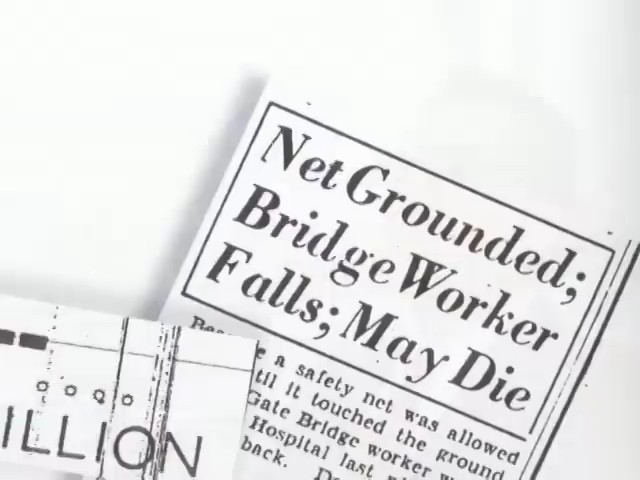 Net Grounded;
Bridge Worker
Falls; May Die
a safety net was allowed
til it touched the ground
Gate Bridge worker w
Hospital last
back.
ILLION